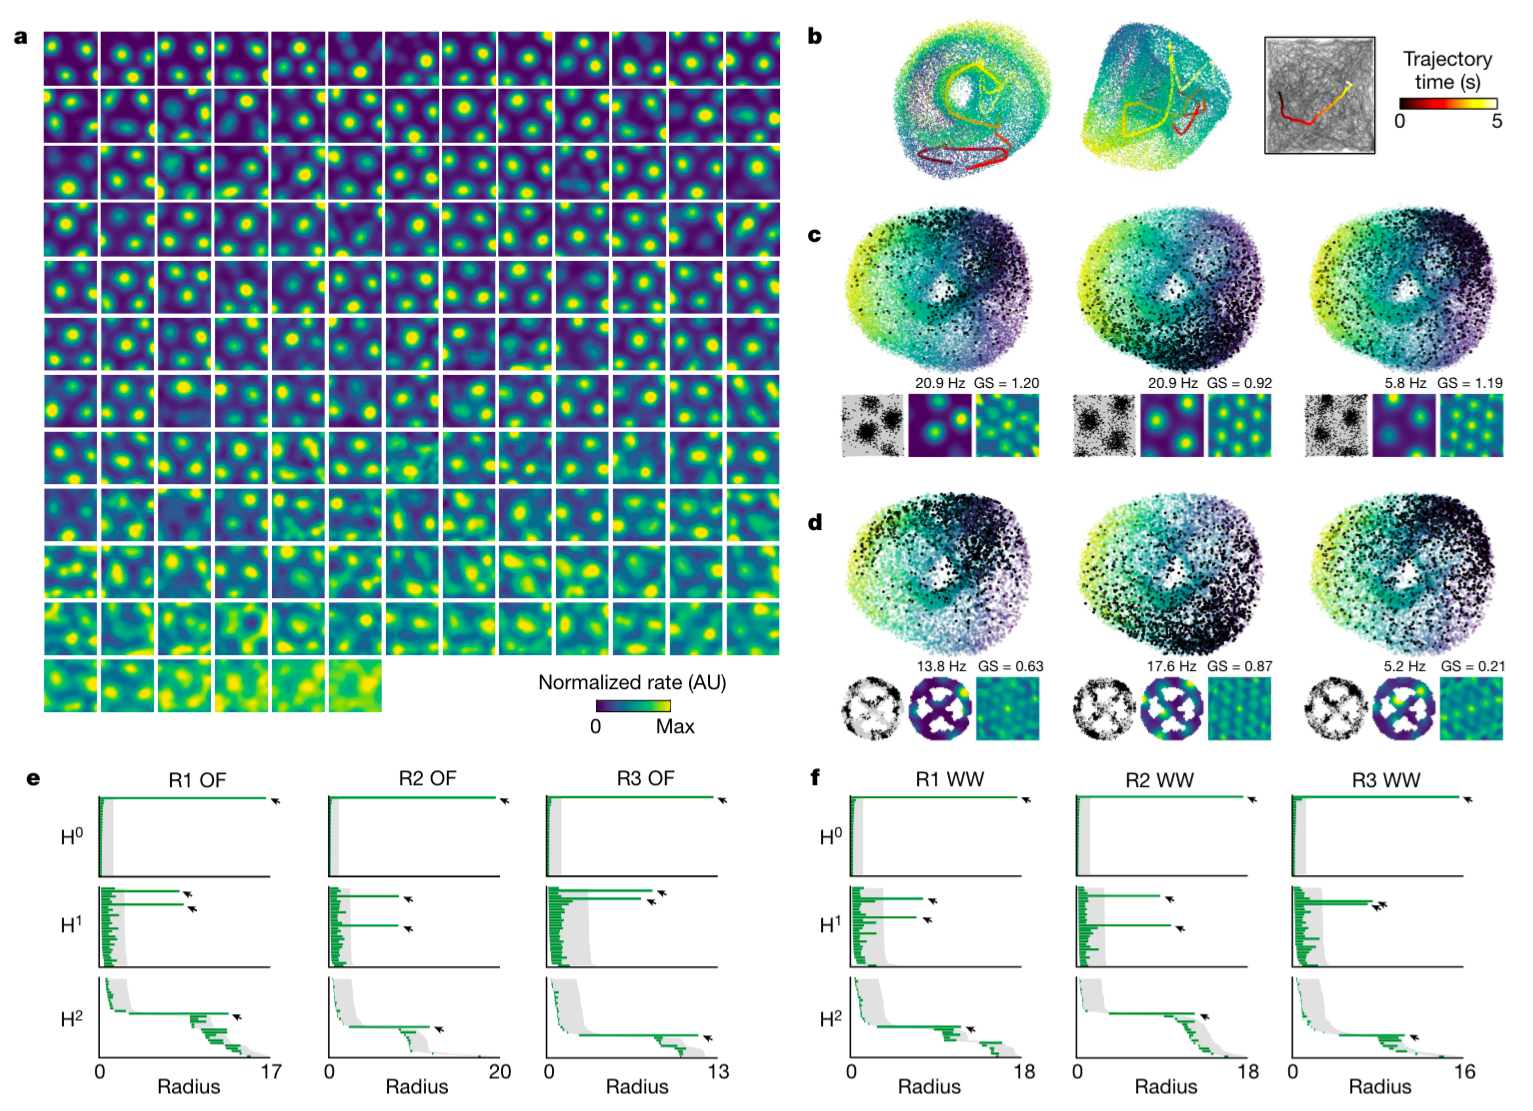 a
Normalized rate (AU)
0 Max
b
Trajectory
time (s)
0 5
c
20.9 Hz GS = 1.20
20.9 Hz GS = 0.92
5.8 Hz GS = 1.19
d
13.8 Hz GS = 0.63
17.6 Hz GS = 0.87
5.2 Hz GS = 0.21
e
R1 OF R2 OF R3 OF
H⁰
H¹
H²
0 17 0 20 0 13
Radius Radius Radius
f
R1 WW R2 WW R3 WW
H⁰
H¹
H²
0 18 0 18 0 16
Radius Radius Radius